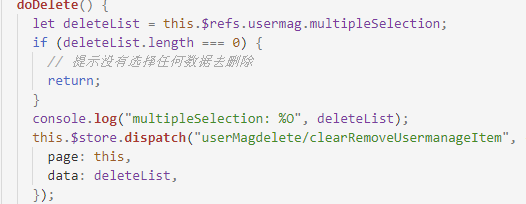 doDelete() {
let deleteList = this.$refs.usermag.multipleSelection;
if (deleteList.length === 0) {
// 提示没有选择任何数据去删除
return;
}
console.log("multipleSelection: %O", deleteList);
this.$store.dispatch("userMagdelete/clearRemoveUsermanageItem",
page: this,
data: deleteList,
});